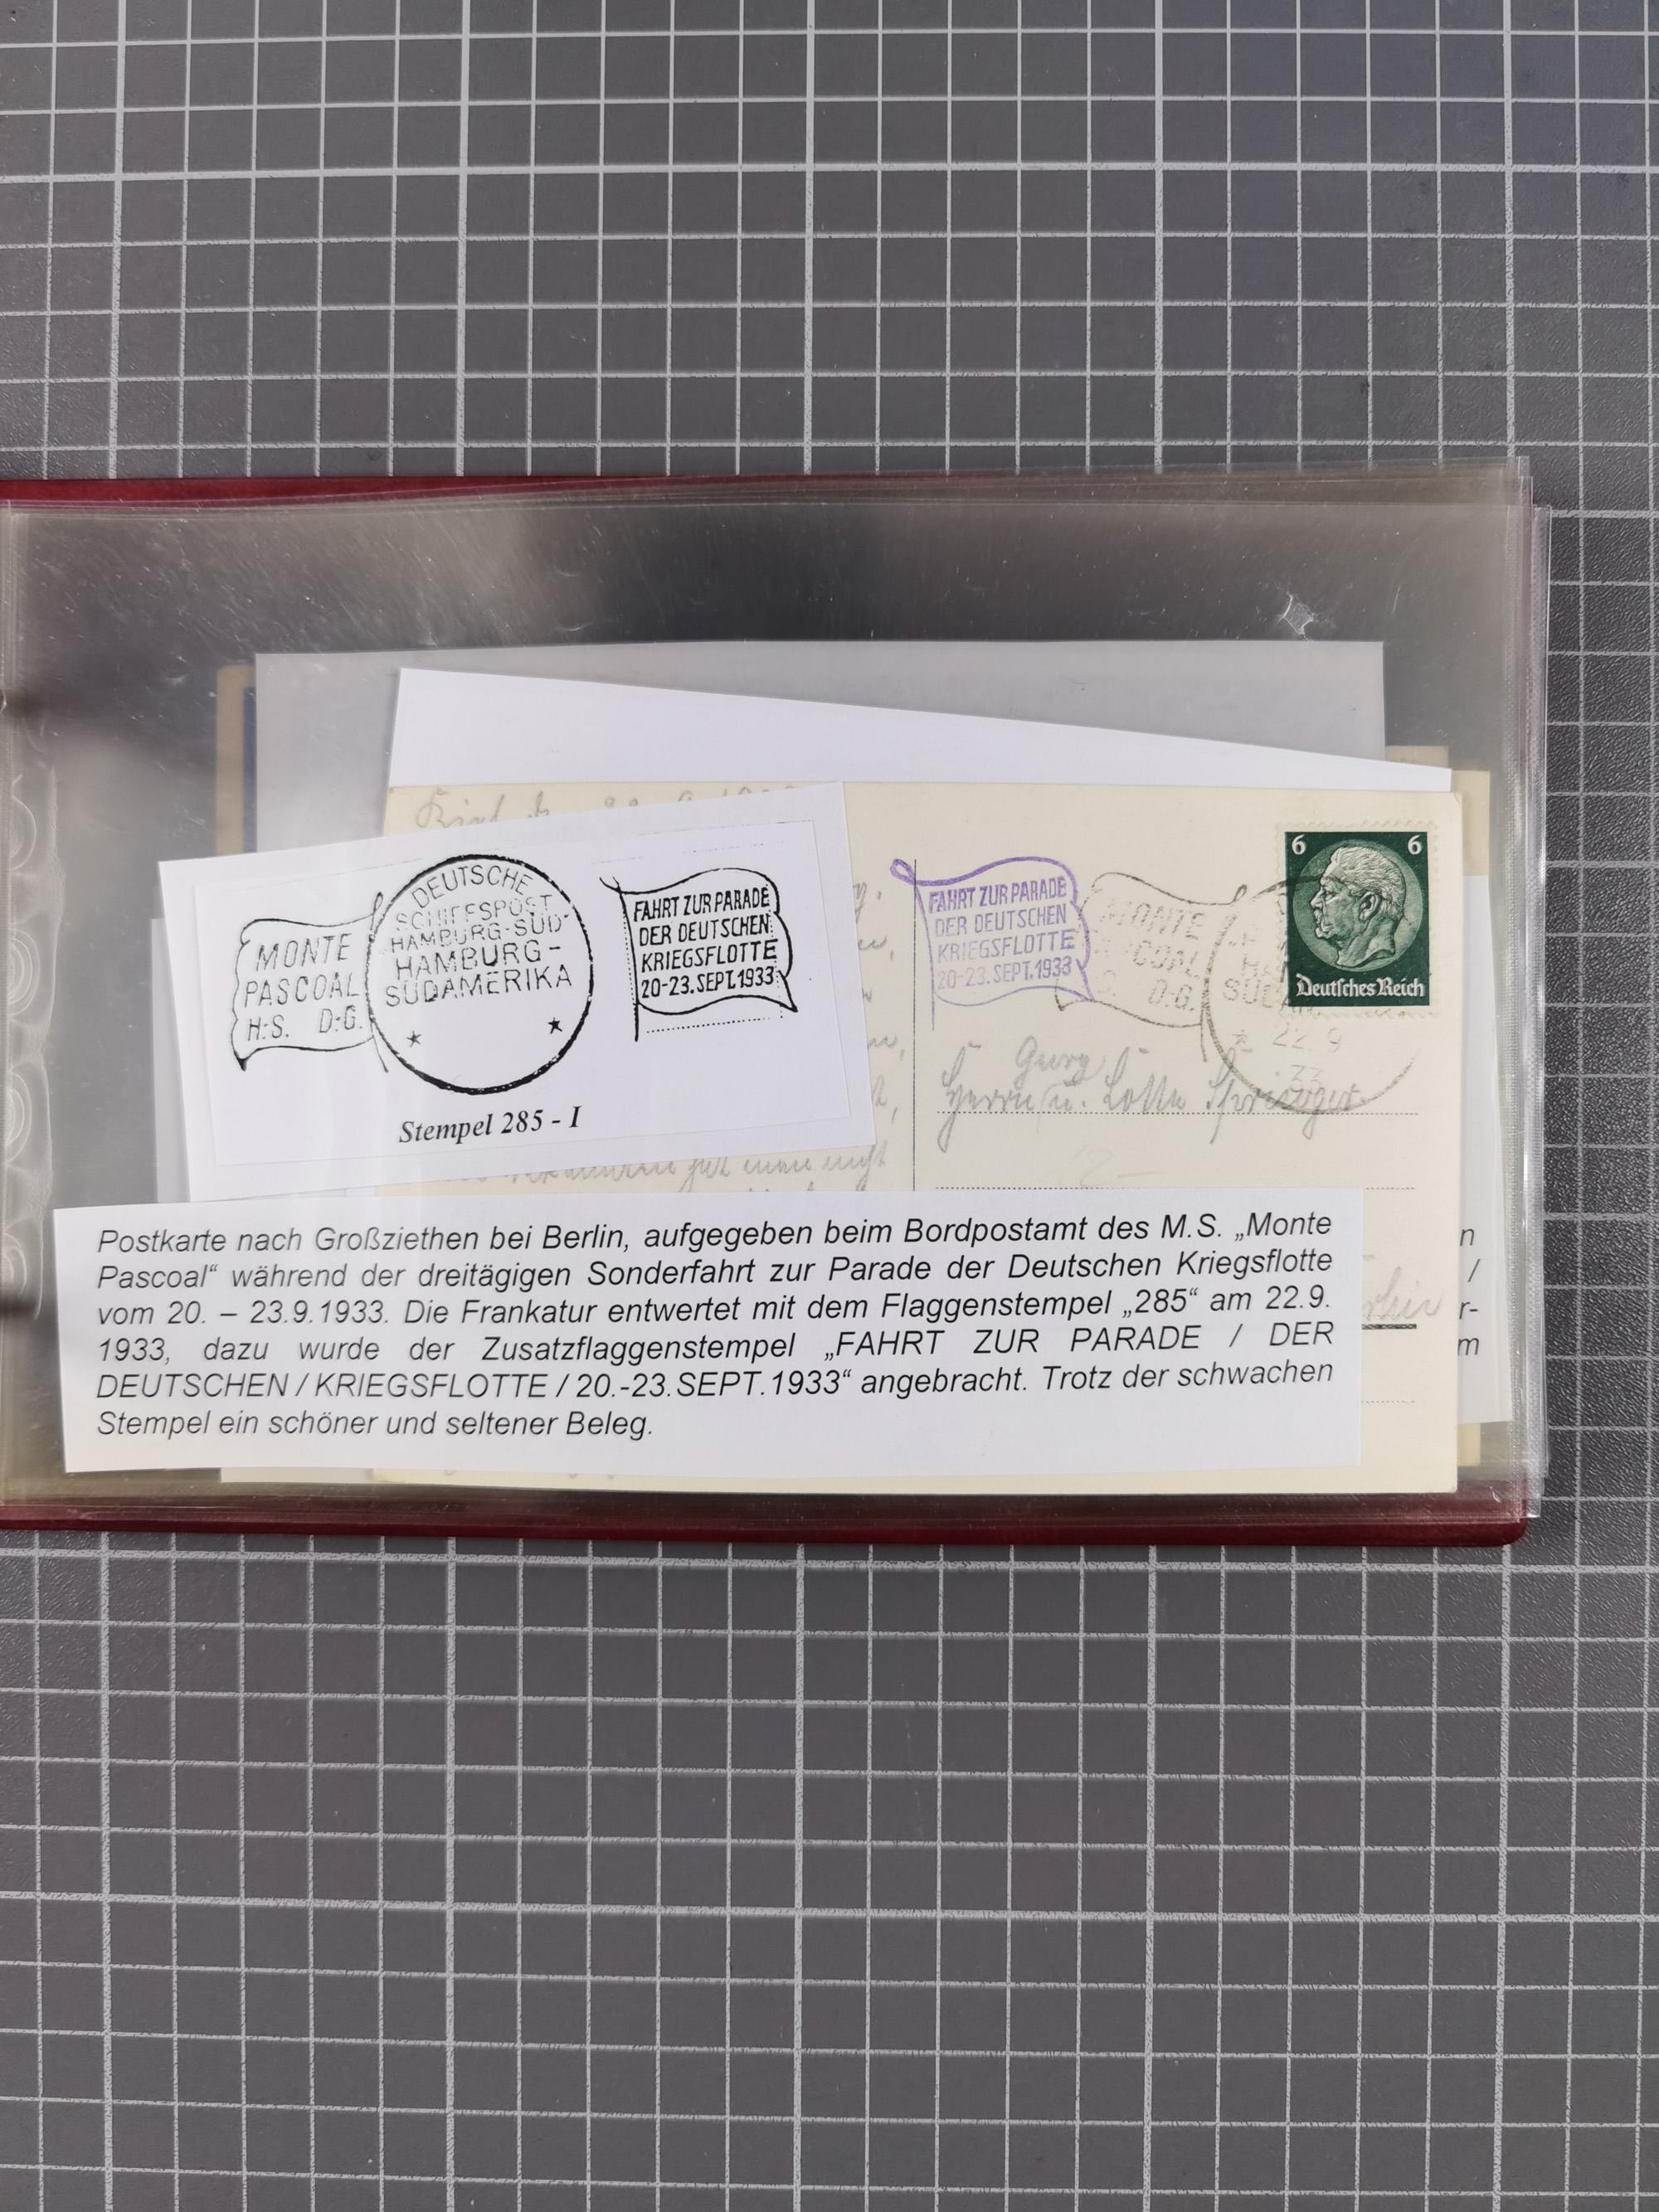 MONTE
PASCOAL
H.S. D.G.
DEUTSCHE
SCHIFFSPOST
HAMBURG-SÜD
HAMBURG-
SÜDAMERIKA
FAHRT ZUR PARADE
DER DEUTSCHEN
KRIEGSFLOTTE
20-23.SEPT.1933
Stempel 285 - I
FAHRT ZUR PARADE
DER DEUTSCHEN
KRIEGSFLOTTE
20-23.SEPT.1933
MONTE
D.G.
22.9
33
6 6
Deutsches Reich
Georg
Herrn u. Lotte
Postkarte nach Großziethen bei Berlin, aufgegeben beim Bordpostamt des M.S. „Monte
Pascoal“ während der dreitägigen Sonderfahrt zur Parade der Deutschen Kriegsflotte
vom 20. – 23.9.1933. Die Frankatur entwertet mit dem Flaggenstempel „285“ am 22.9.
1933, dazu wurde der Zusatzflaggenstempel „FAHRT ZUR PARADE / DER
DEUTSCHEN / KRIEGSFLOTTE / 20.-23.SEPT.1933“ angebracht. Trotz der schwachen
Stempel ein schöner und seltener Beleg.